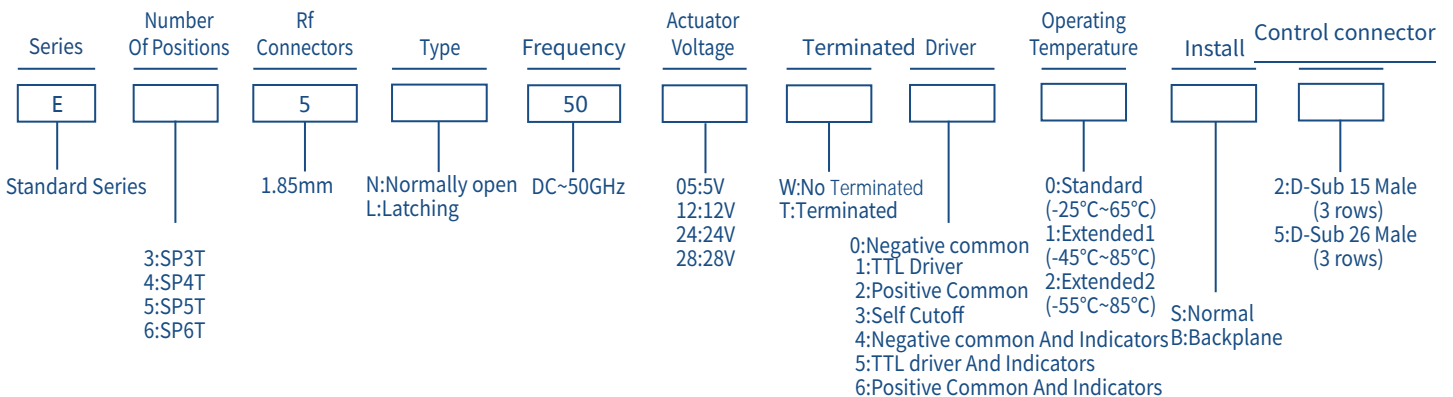 Series
Number
Of Positions
Rf
Connectors
Type
Frequency
Actuator
Voltage
Terminated
Driver
Operating
Temperature
Install
Control connector
E
5
50
Standard Series
3:SP3T
4:SP4T
5:SP5T
6:SP6T
1.85mm
N:Normally open
L:Latching
DC~50GHz
05:5V
12:12V
24:24V
28:28V
W:No Terminated
T:Terminated
0:Negative common
1:TTL Driver
2:Positive Common
3:Self Cutoff
4:Negative common And Indicators
5:TTL driver And Indicators
6:Positive Common And Indicators
0:Standard
(-25°C~65°C)
1:Extended1
(-45°C~85°C)
2:Extended2
(-55°C~85°C)
S:Normal
B:Backplane
2:D-Sub 15 Male
(3 rows)
5:D-Sub 26 Male
(3 rows)